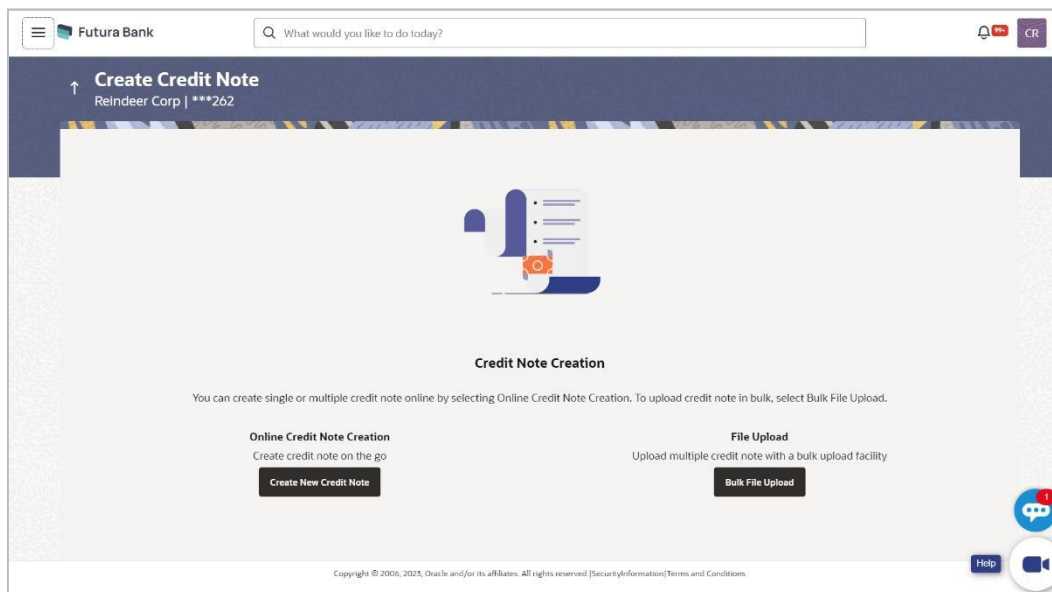 Futura Bank
What would you like to do today?
99+
CR
Create Credit Note
Reindeer Corp | ***262
Credit Note Creation
You can create single or multiple credit note online by selecting Online Credit Note Creation. To upload credit note in bulk, select Bulk File Upload.
Online Credit Note Creation
Create credit note on the go
Create New Credit Note
File Upload
Upload multiple credit note with a bulk upload facility
Bulk File Upload
1
Help
Copyright © 2006, 2023, Oracle and/or its affiliates. All rights reserved.|SecurityInformation|Terms and Conditions